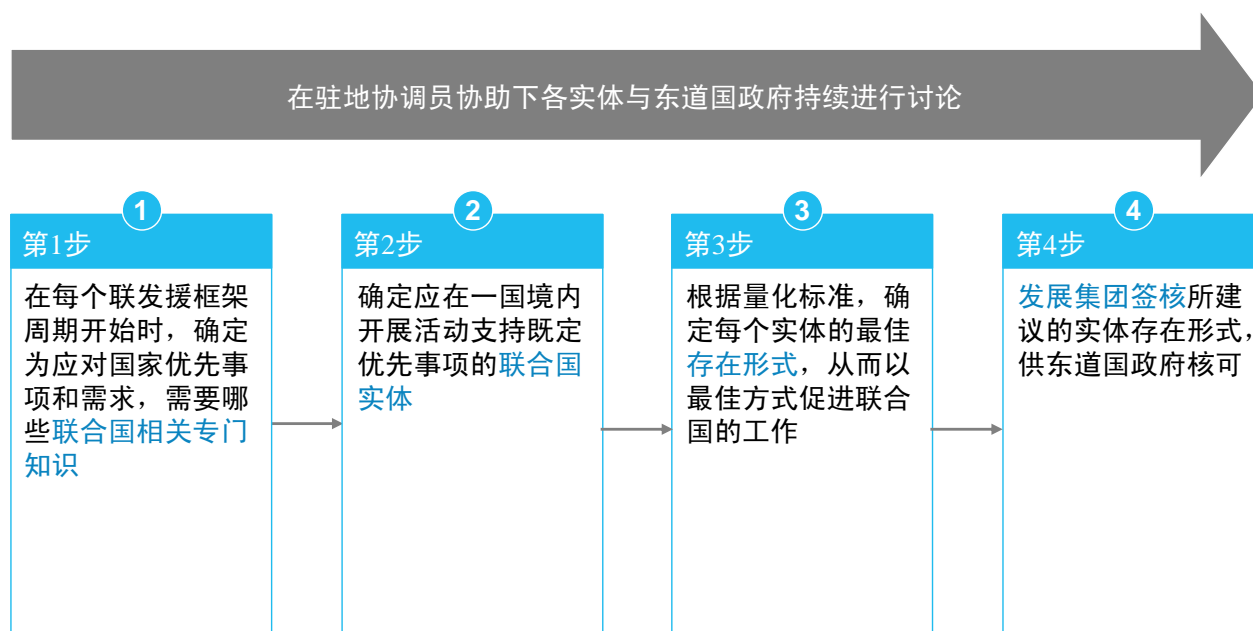 在驻地协调员协助下各实体与东道国政府持续进行讨论
1
第1步
在每个联发援框架
周期开始时，确定
为应对国家优先事
项和需求，需要哪
些联合国相关专门
知识
2
第2步
确定应在一国境内
开展活动支持既定
优先事项的联合国
实体
3
第3步
根据量化标准，确
定每个实体的最佳
存在形式，从而以
最佳方式促进联合
国的工作
4
第4步
发展集团签核所建
议的实体存在形式，
供东道国政府核可